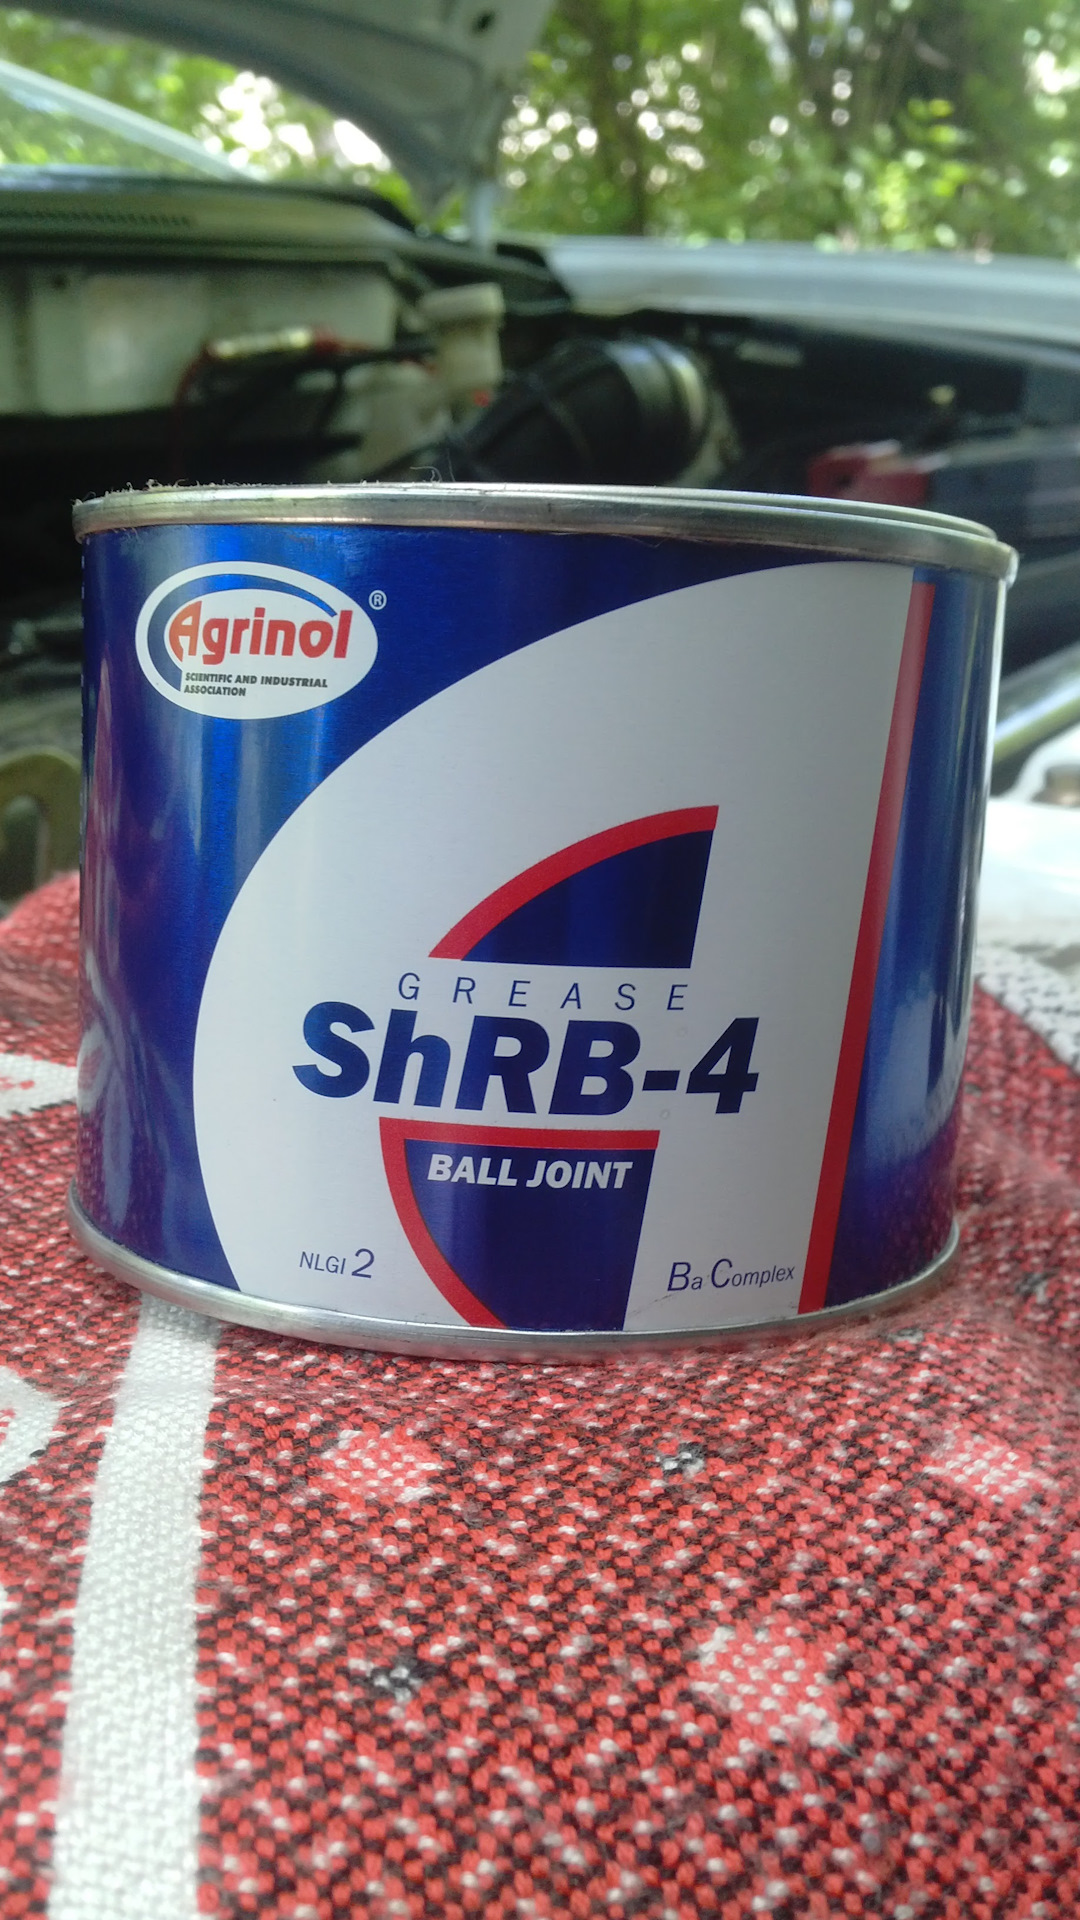 Agrinol ®
SCIENTIFIC AND INDUSTRIAL
ASSOCIATION
GREASE
ShRB-4
BALL JOINT
NLGI 2
Ba Complex